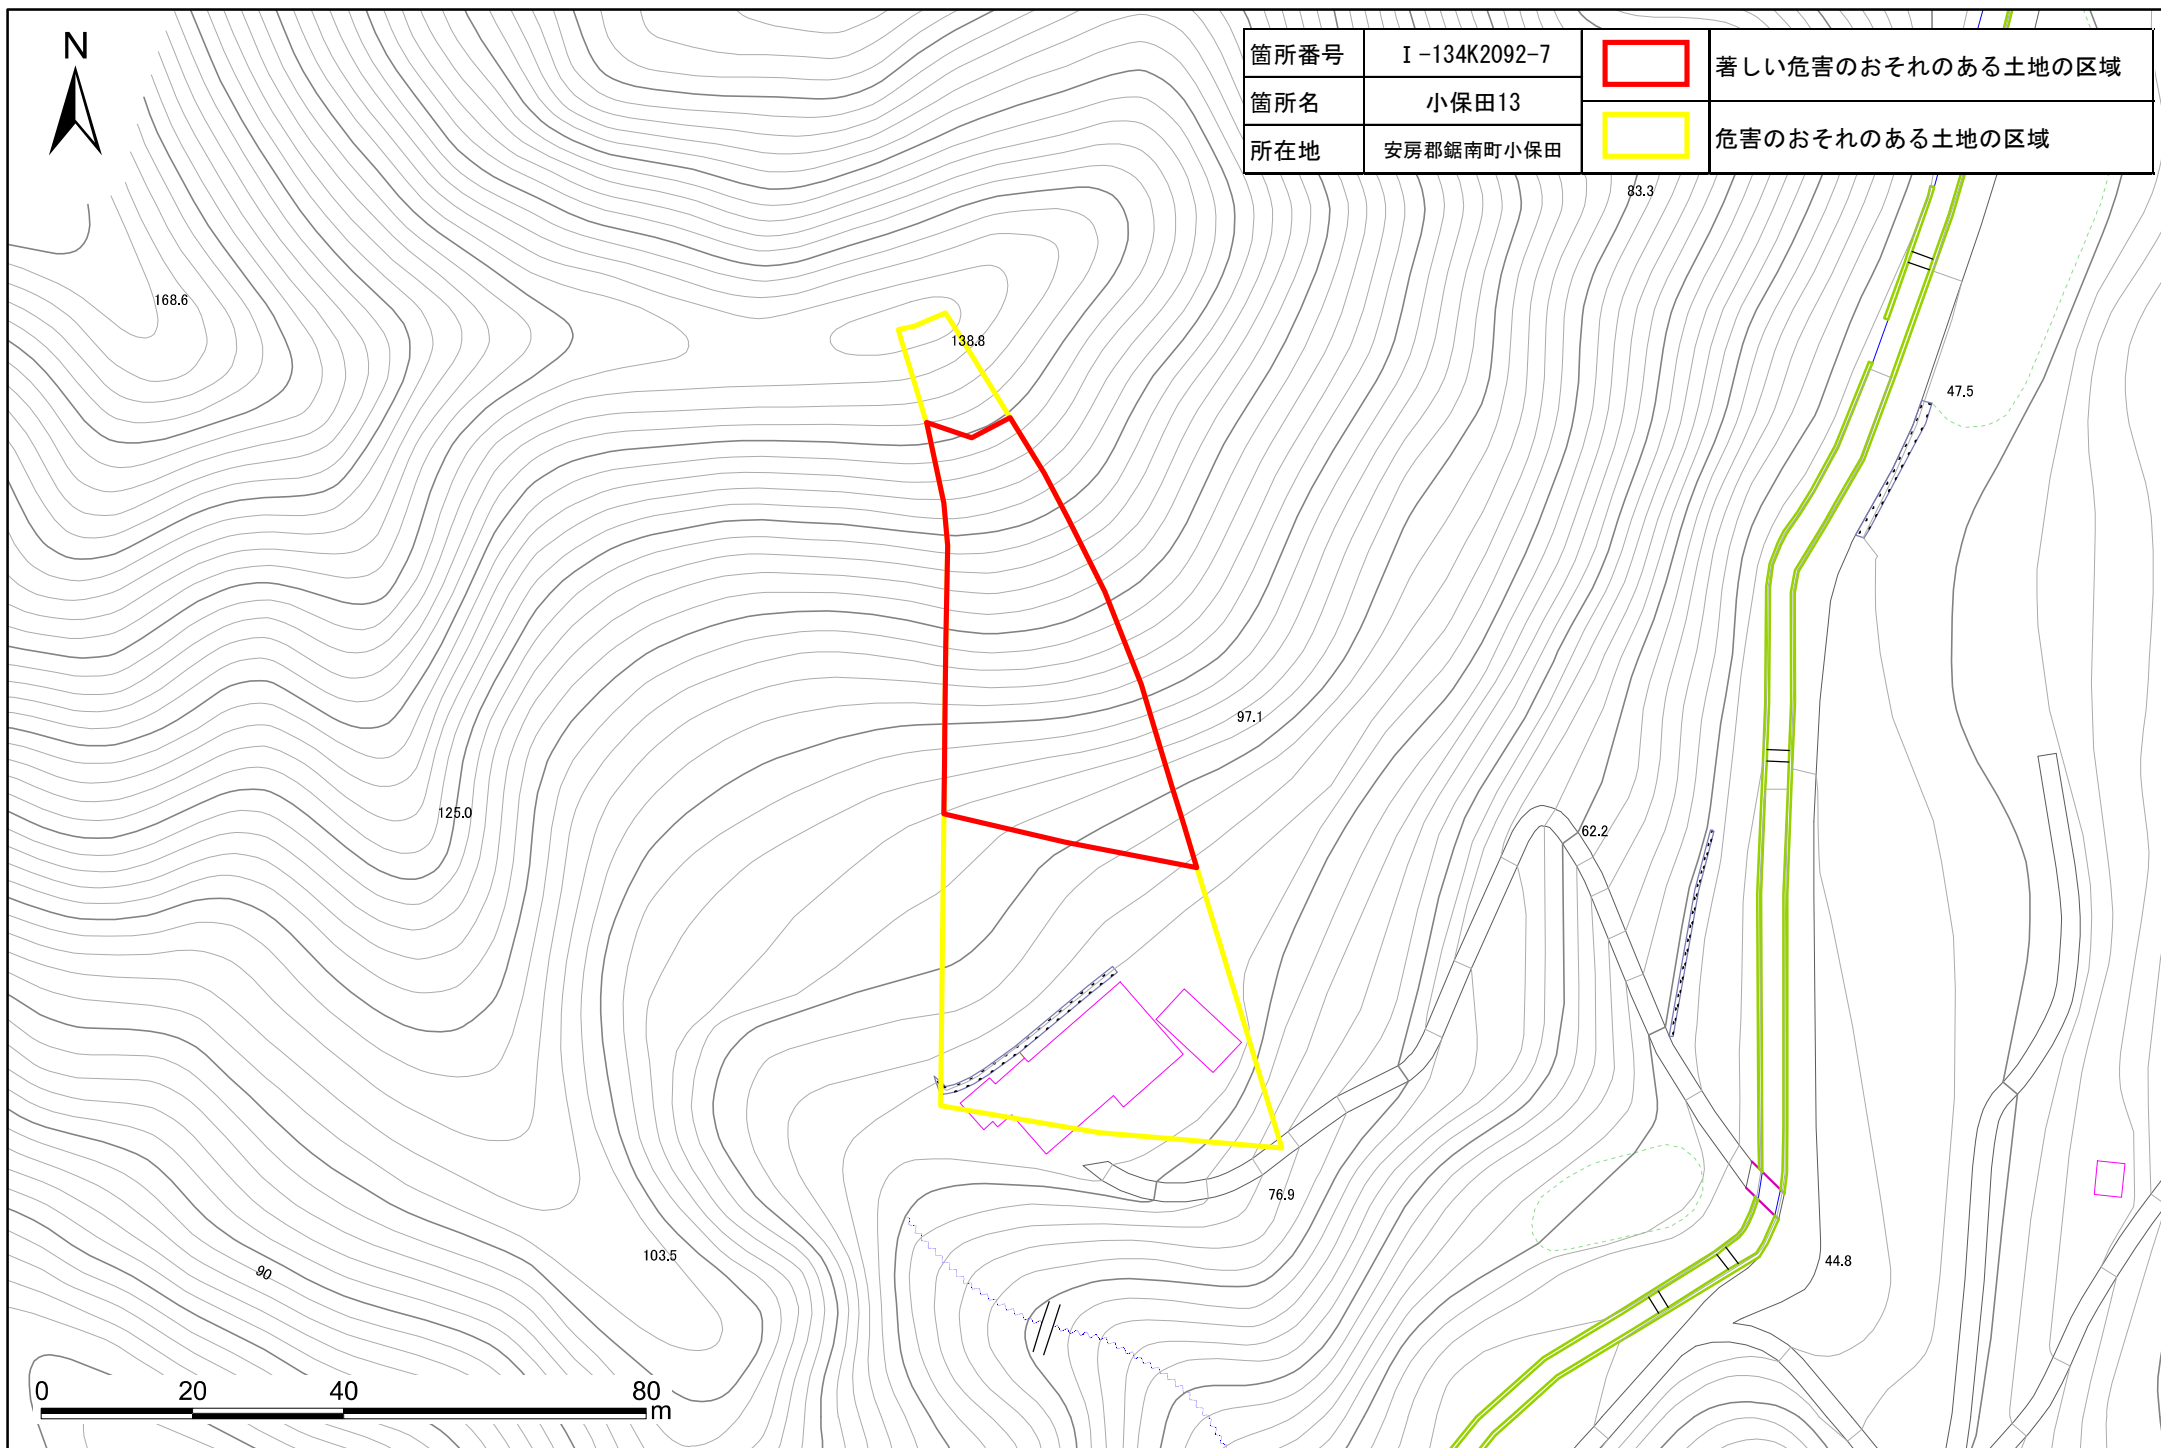 N
箇所番号 Ⅰ-134K2092-7
箇所名 小保田13
所在地 安房郡鋸南町小保田
著しい危害のおそれのある土地の区域
危害のおそれのある土地の区域
83.3
168.6
138.8
47.5
97.1
125.0
62.2
76.9
103.5
90
44.8
0 20 40 80
m